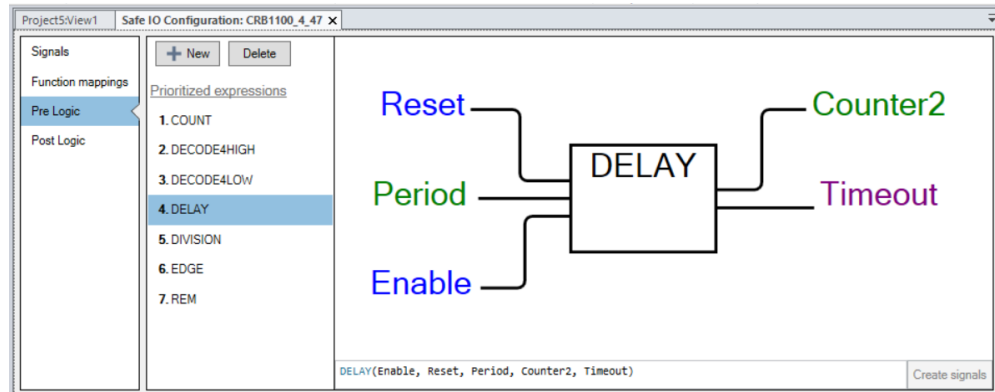 Project5:View1
Safe IO Configuration: CRB1100_4_47 X
Signals
Function mappings
Pre Logic
Post Logic
+ New
Delete
Prioritized expressions
1. COUNT
2. DECODE4HIGH
3. DECODE4LOW
4. DELAY
5. DIVISION
6. EDGE
7. REM
Reset
Period
Enable
DELAY
Counter2
Timeout
DELAY(Enable, Reset, Period, Counter2, Timeout)
Create signals